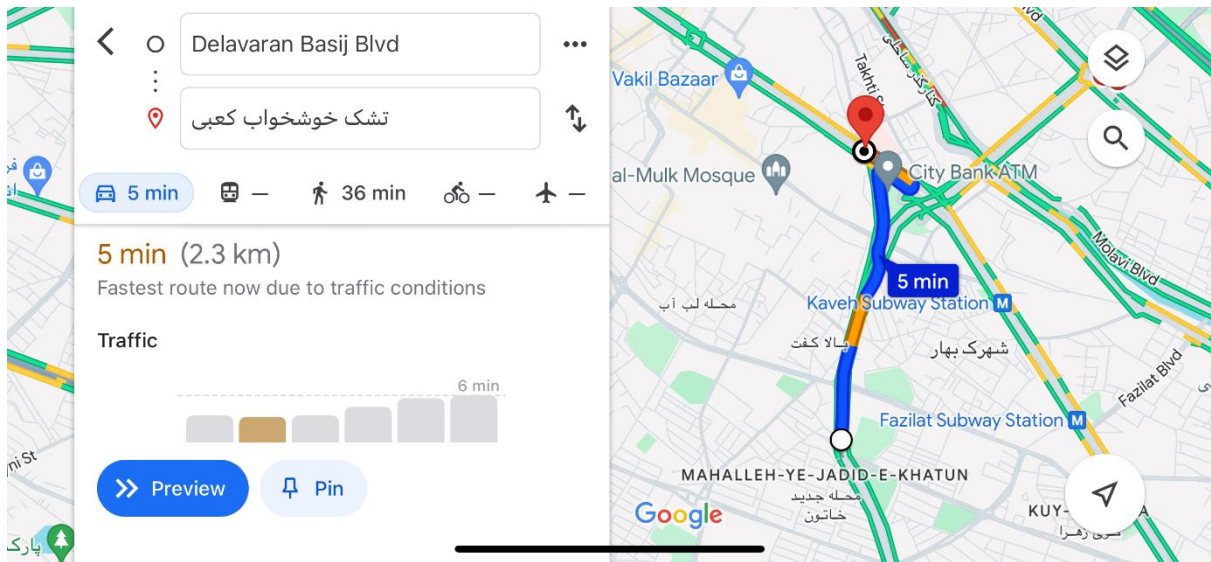 Delavaran Basij Blvd
تشک خوشخواب کعبی
5 min
—
36 min
—
—
5 min (2.3 km)
Fastest route now due to traffic conditions
Traffic
6 min
Preview
Pin
Vakil Bazaar
al-Mulk Mosque
City Bank ATM
Molavi Blvd
5 min
Kaveh Subway Station
محله لب آب
بالا کفت
شهرک بهار
Fazilat Blvd
Fazilat Subway Station
MAHALLEH-YE-JADID-E-KHATUN
محله جدید
خاتون
Google
KUY-